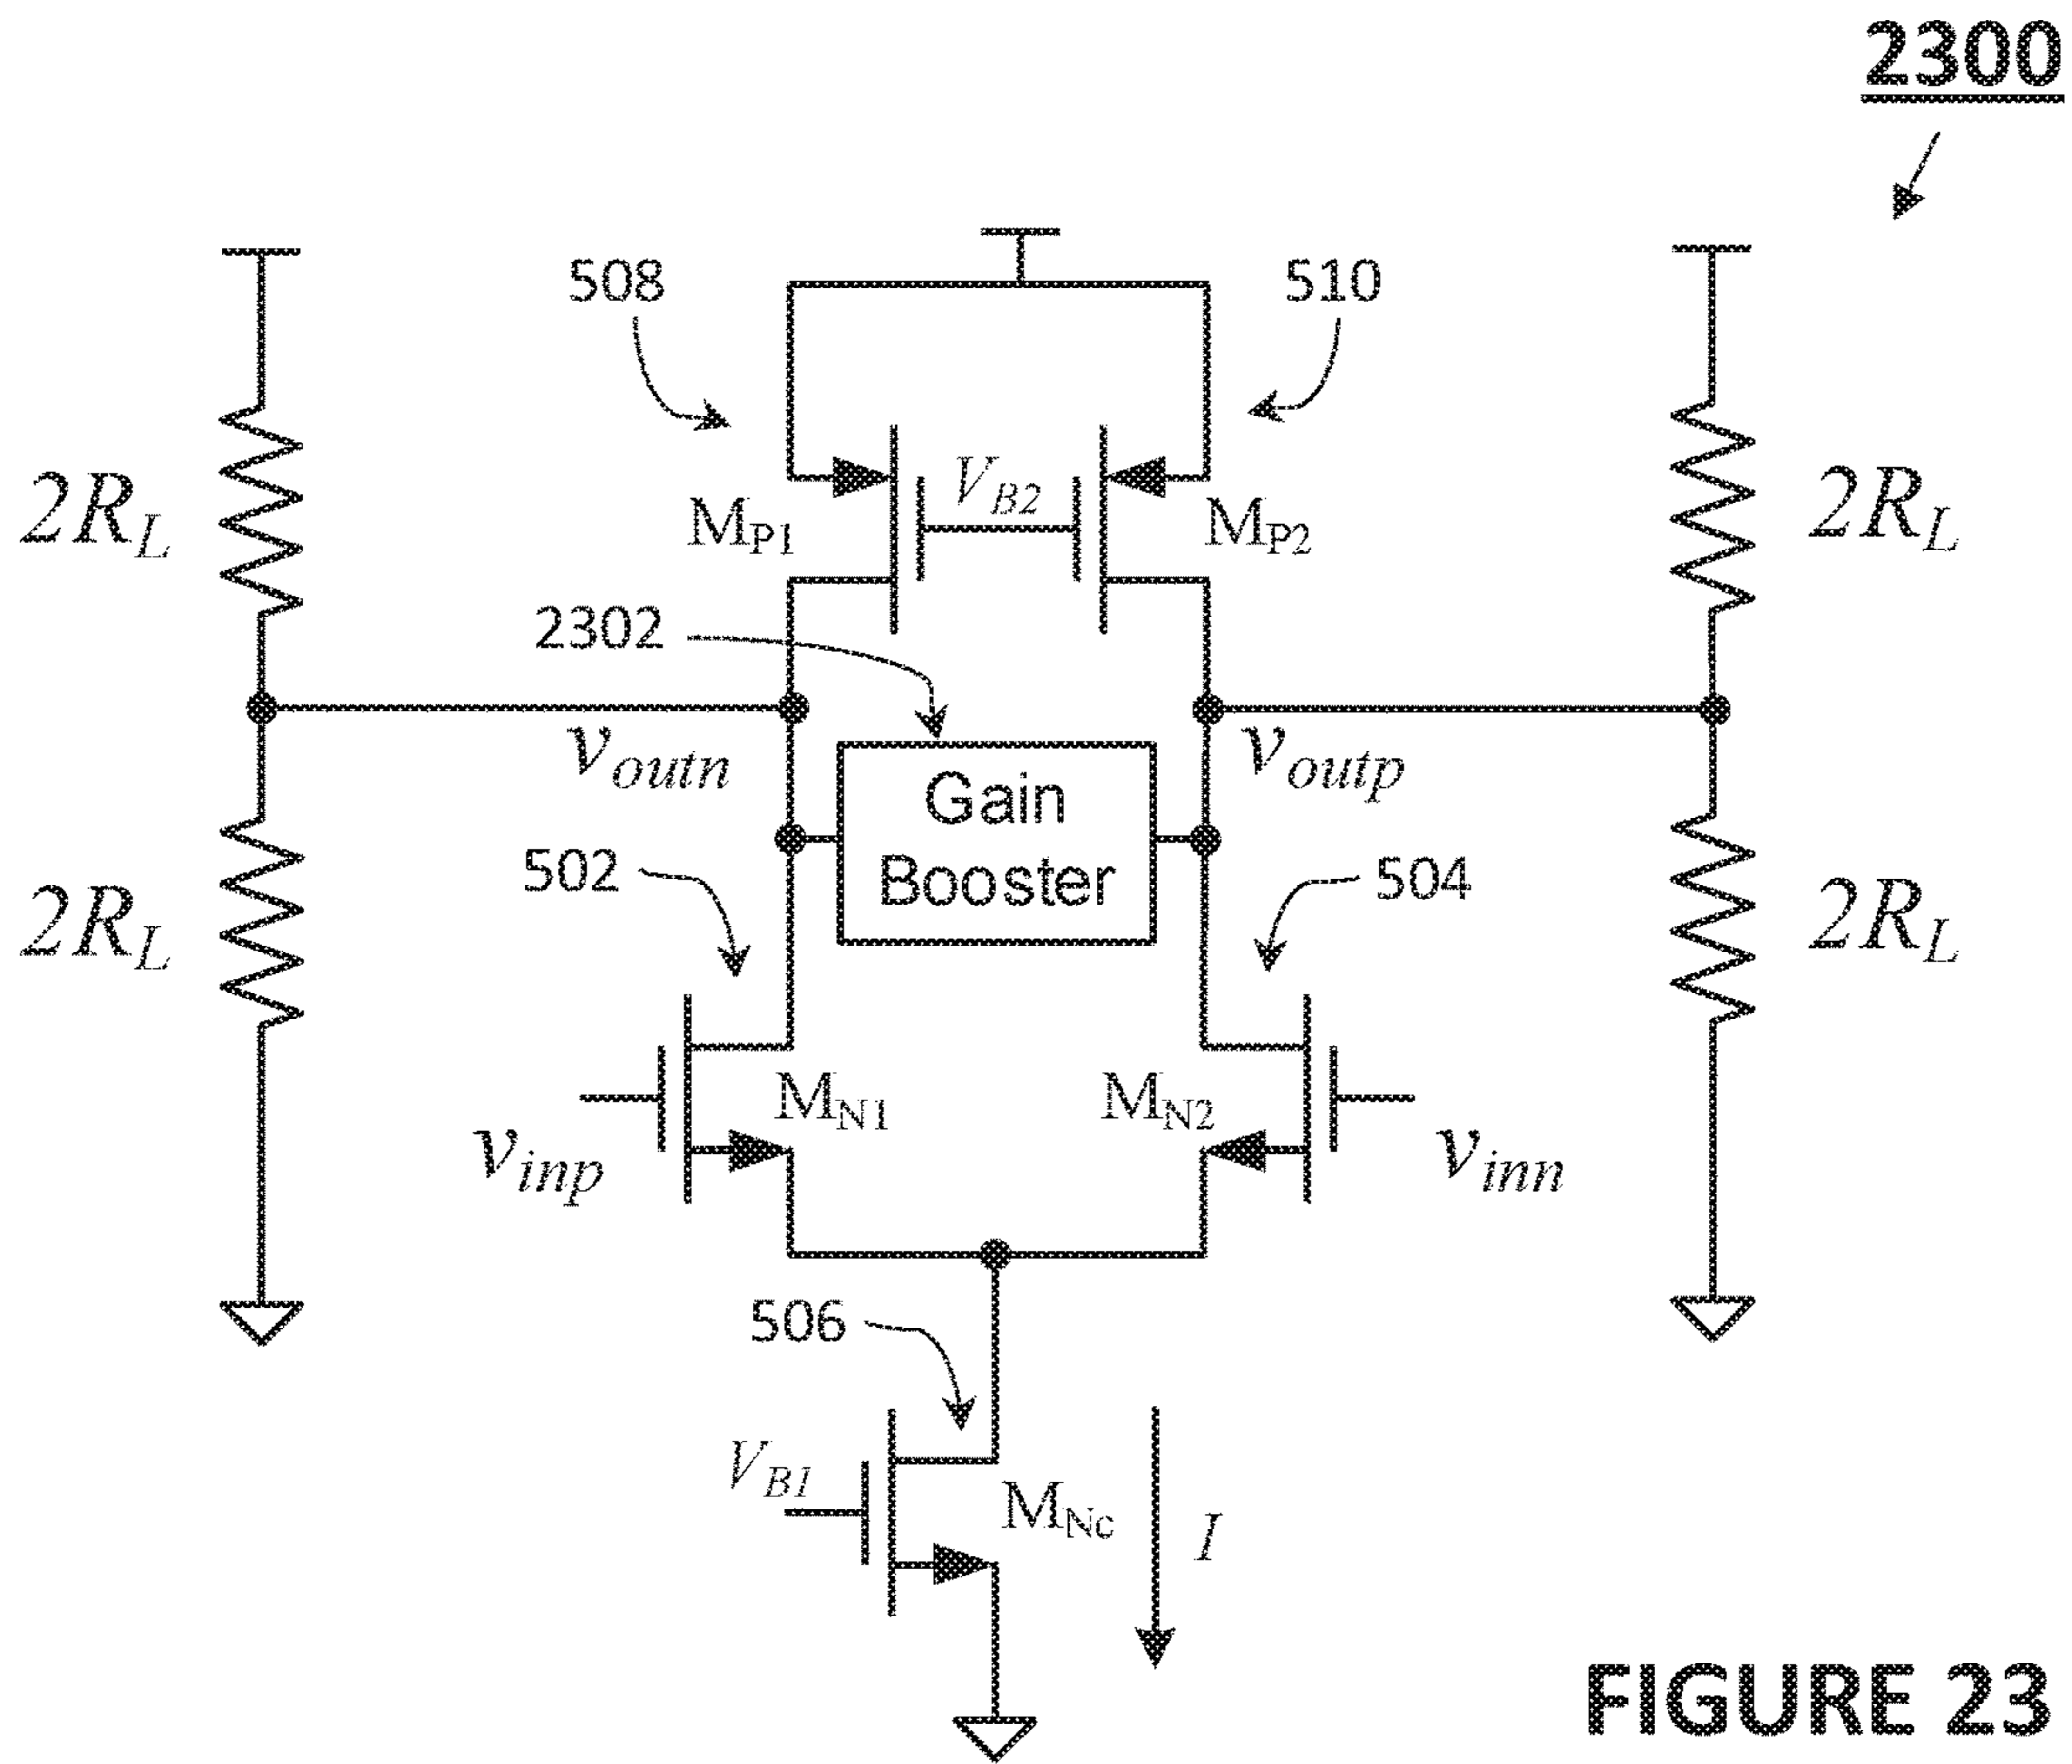 2300
508
510
2R_L
M_P1
V_B2
M_P2
2R_L
2302
v_outn
v_outp
Gain
Booster
502
504
2R_L
2R_L
M_N1
M_N2
v_inp
v_inn
506
V_B1
M_Nc
I
FIGURE 23